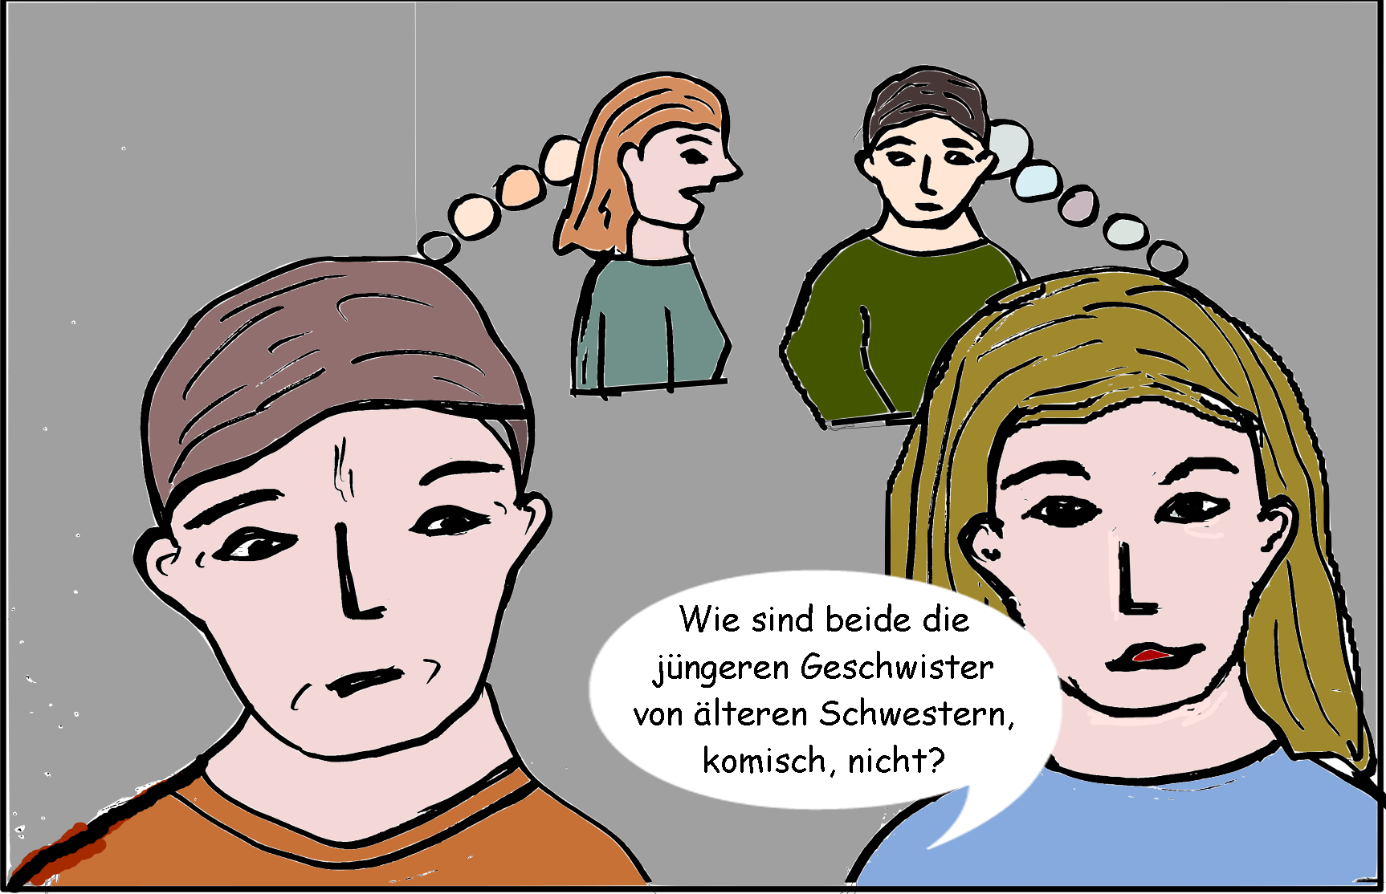 Wie sind beide die
jüngeren Geschwister
von älteren Schwestern,
komisch, nicht?